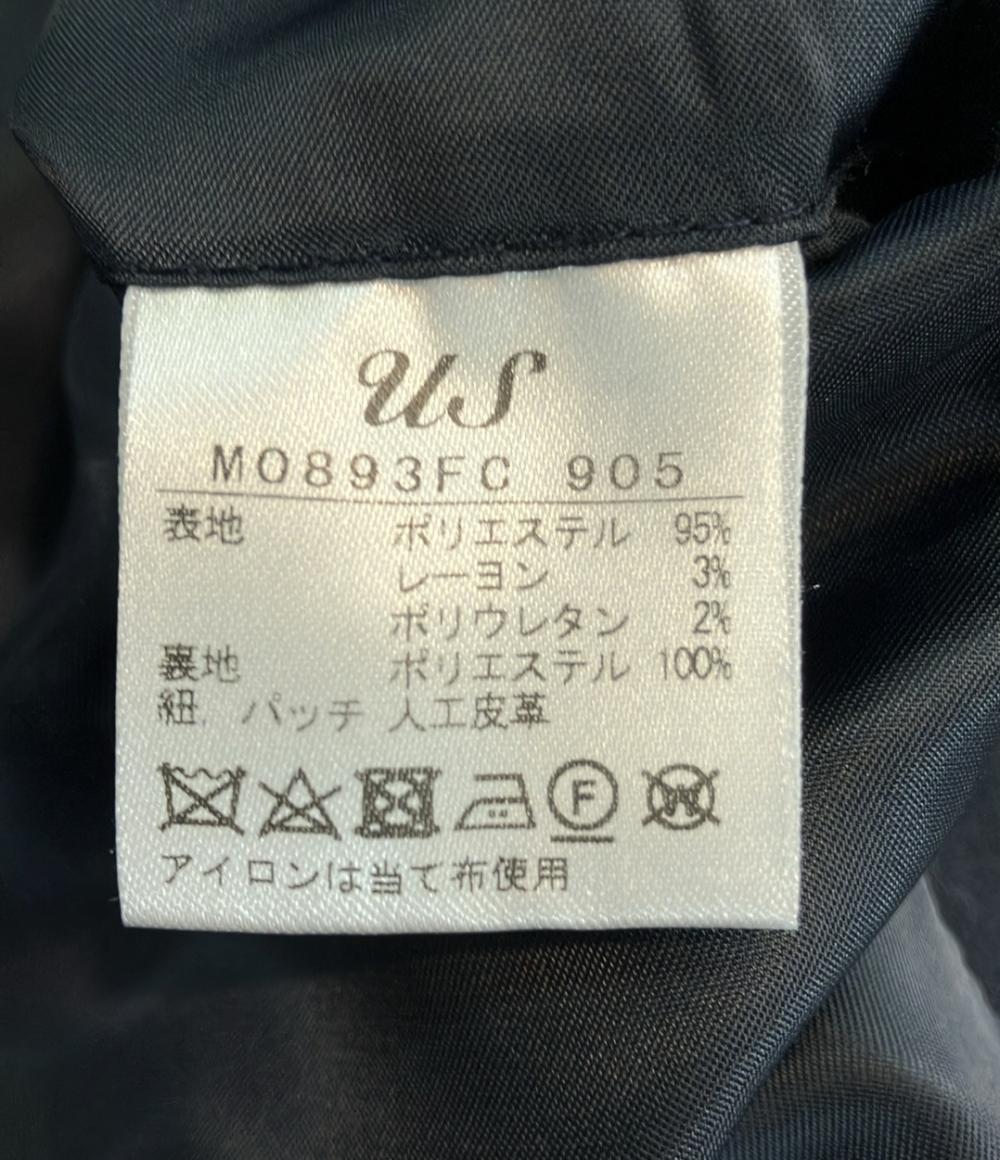 US
M0893FC 905
表地 ポリエステル 95%
レーヨン 3%
ポリウレタン 2%
裏地 ポリエステル 100%
紐．パッチ 人工皮革
F W
アイロンは当て布使用